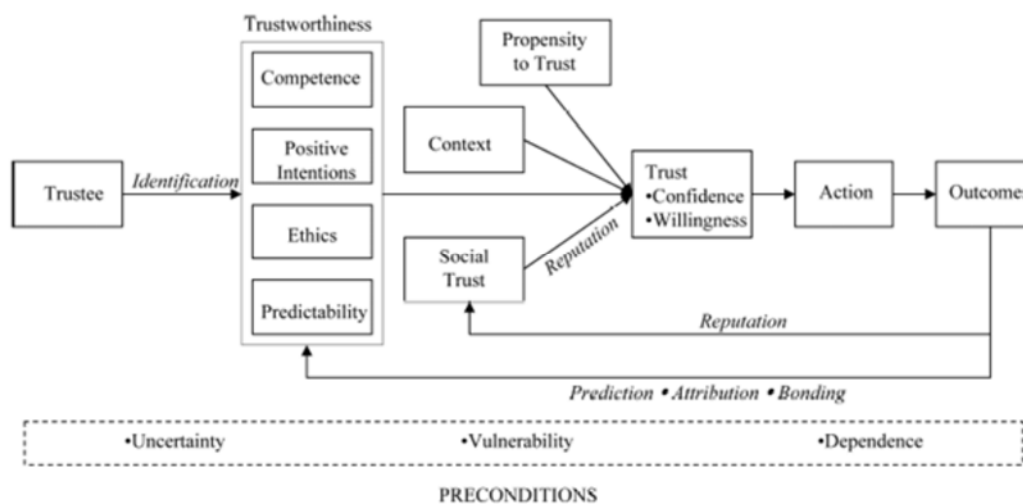 Trustworthiness
Competence
Positive
Intentions
Ethics
Predictability
Trustee
Identification
Propensity
to Trust
Context
Social
Trust
Reputation
Trust
•Confidence
•Willingness
Action
Outcome
Reputation
Prediction • Attribution • Bonding
•Uncertainty
•Vulnerability
•Dependence
PRECONDITIONS